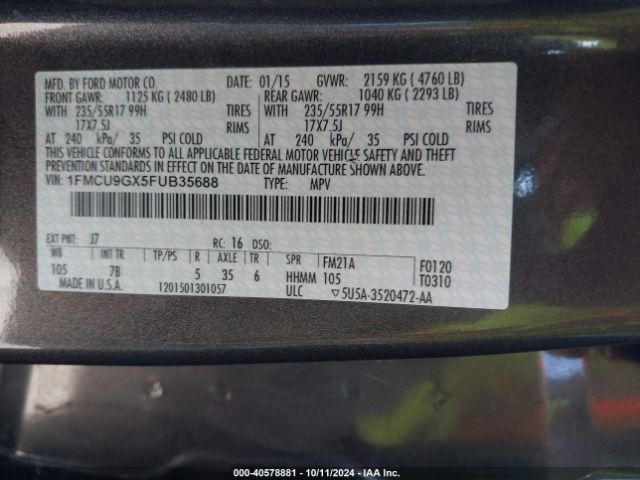 MFD. BY FORD MOTOR CO. DATE: 01/15 GVWR: 2159 KG ( 4760 LB)
FRONT GAWR: 1125 KG ( 2480 LB) REAR GAWR: 1040 KG ( 2293 LB)
WITH 235/55R17 99H TIRES WITH 235/55R17 99H TIRES
17X7.5J RIMS 17X7.5J RIMS
AT 240 kPa/ 35 PSI COLD AT 240 kPa/ 35 PSI COLD
THIS VEHICLE CONFORMS TO ALL APPLICABLE FEDERAL MOTOR VEHICLE SAFETY AND THEFT
PREVENTION STANDARDS IN EFFECT ON THE DATE OF MANUFACTURE SHOWN ABOVE.
VIN: 1FMCU9GX5FUB35688 TYPE: MPV
EXT PNT: J7 RC: 16 DSO:
WB INT TR TP/PS R AXLE TR SPR FM21A F0120
105 7B 5 35 6 HHMM 105 T0310
MADE IN U.S.A. 1201501301057 ULC ▽5U5A-3520472-AA
000-40578881 - 10/11/2024 - IAA Inc.